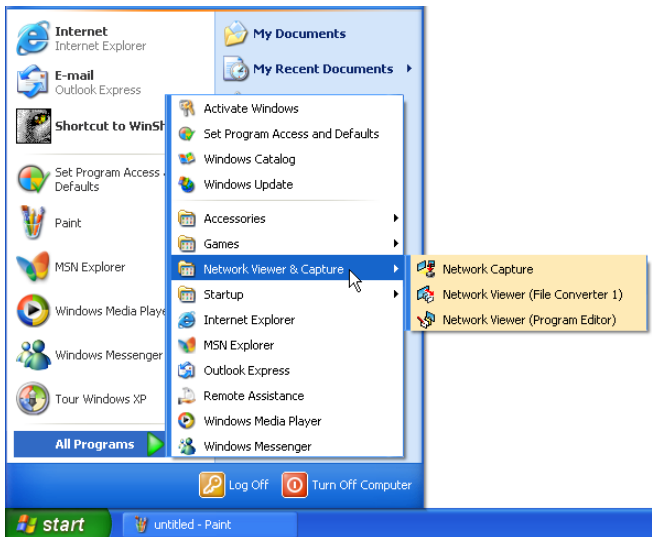 Internet
Internet Explorer
E-mail
Outlook Express
Shortcut to WinSh
Set Program Access
Defaults
Paint
MSN Explorer
Windows Media Playe
Windows Messenger
Tour Windows XP
All Programs
My Documents
My Recent Documents
Activate Windows
Set Program Access and Defaults
Windows Catalog
Windows Update
Accessories
Games
Network Viewer & Capture
Startup
Internet Explorer
MSN Explorer
Outlook Express
Remote Assistance
Windows Media Player
Windows Messenger
Network Capture
Network Viewer (File Converter 1)
Network Viewer (Program Editor)
Log Off
Turn Off Computer
start
untitled - Paint